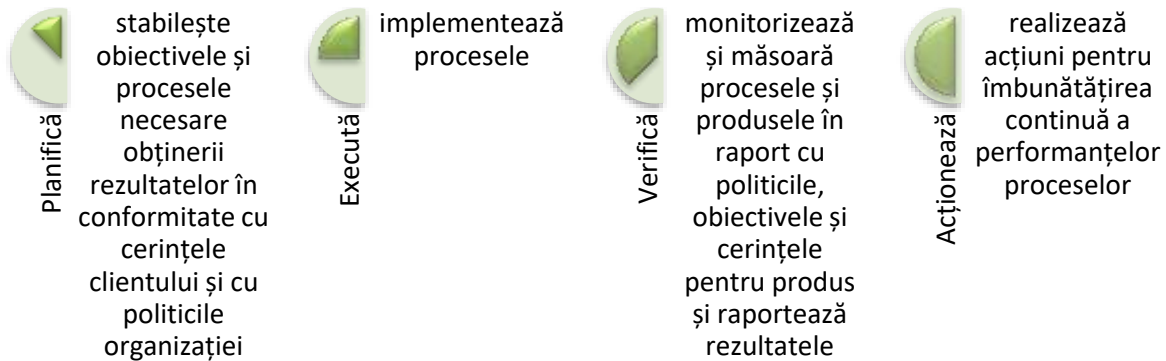 Planifică
stabilește
obiectivele și
procesele
necesare
obținerii
rezultatelor în
conformitate cu
cerințele
clientului și cu
politicile
organizației
Execută
implementează
procesele
Verifică
monitorizează
și măsoară
procesele și
produsele în
raport cu
politicile,
obiectivele și
cerințele
pentru produs
și raportează
rezultatele
Acționează
realizează
acțiuni pentru
îmbunătățirea
continuă a
performanțelor
proceselor